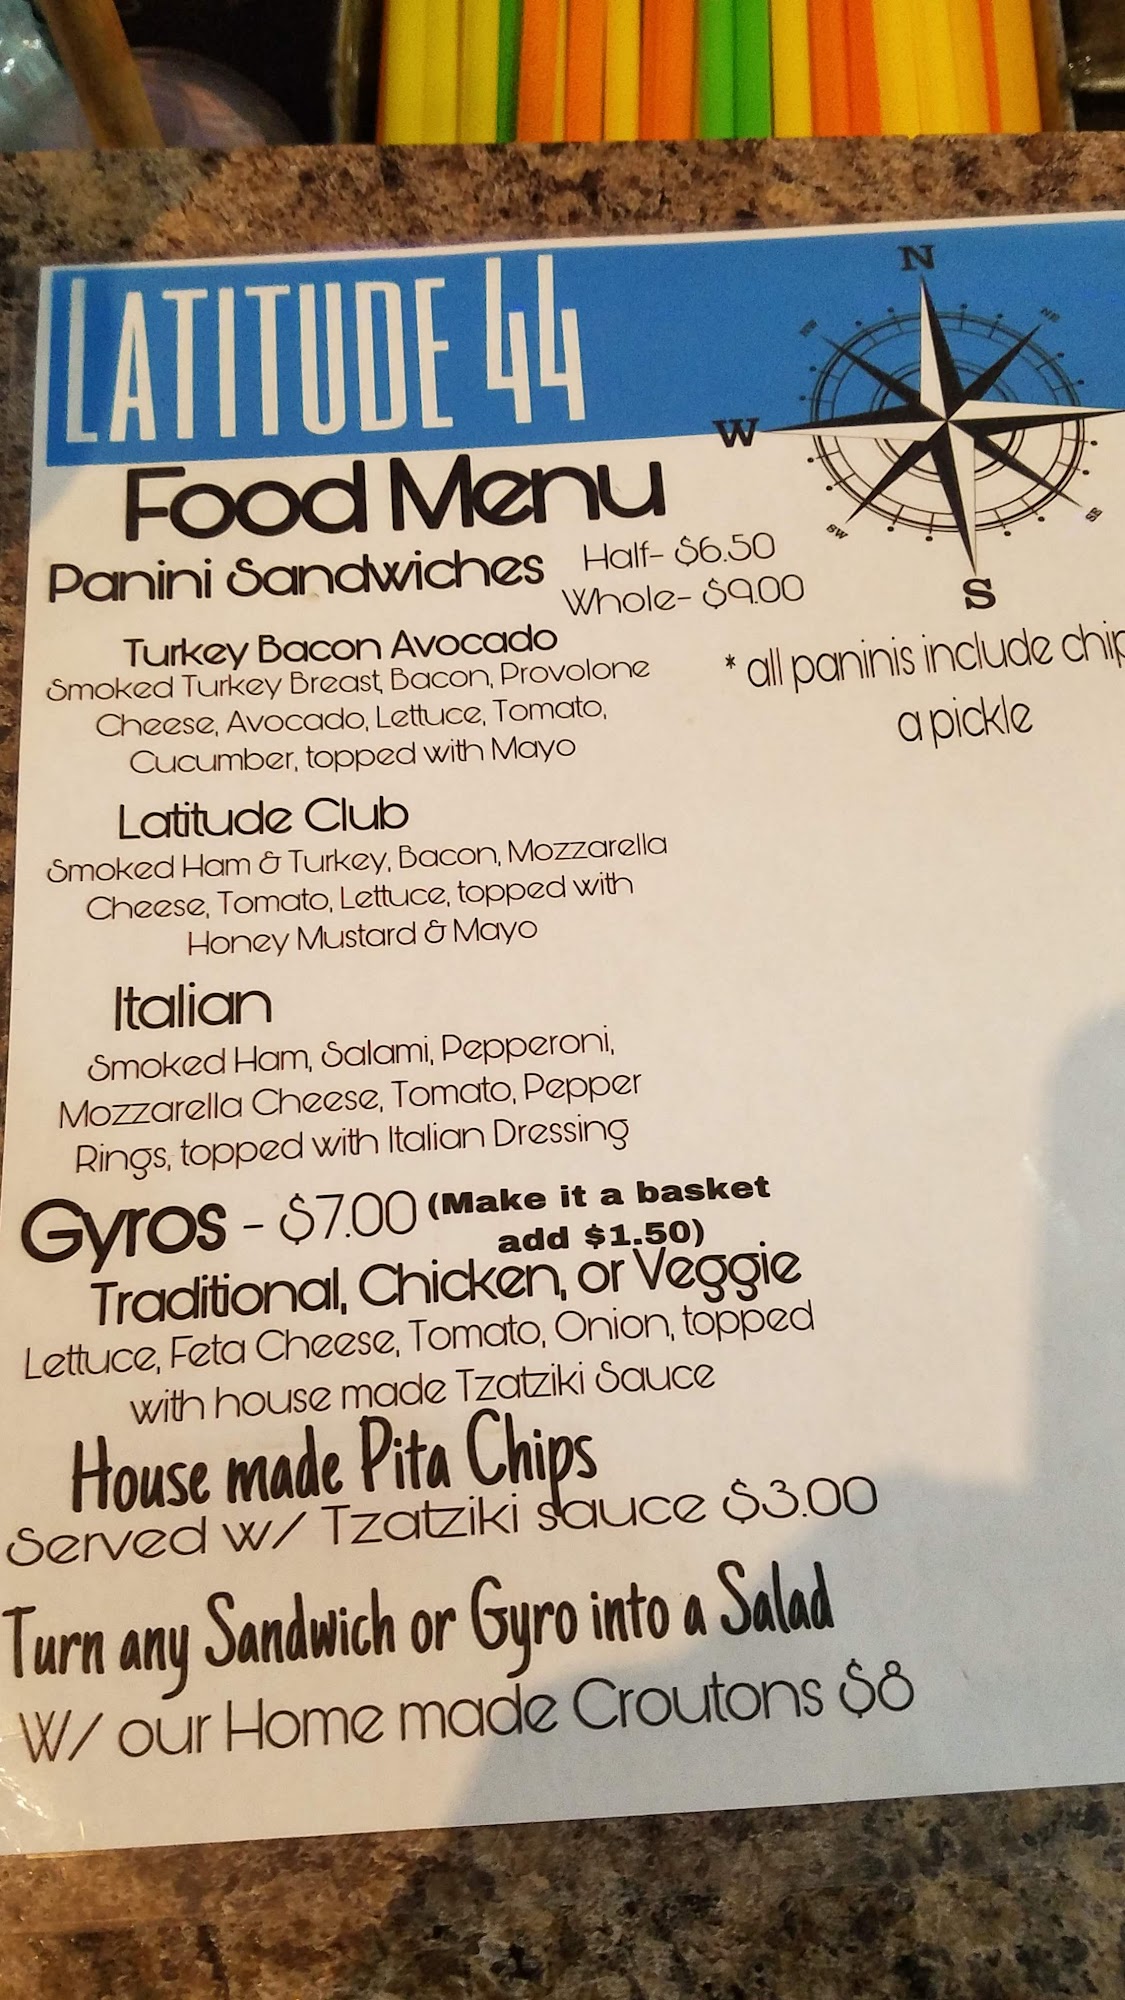 LATITUDE 44
N
W
S
SW
SE
NE
Food Menu
Panini Sandwiches
Half- $6.50
Whole- $9.00
* all paninis include
a pickle
Turkey Bacon Avocado
Smoked Turkey Breast, Bacon, Provolone
Cheese, Avocado, Lettuce, Tomato,
Cucumber, topped with Mayo
Latitude Club
Smoked Ham & Turkey, Bacon, Mozzarella
Cheese, Tomato, Lettuce, topped with
Honey Mustard & Mayo
Italian
Smoked Ham, Salami, Pepperoni,
Mozzarella Cheese, Tomato, Pepper
Rings, topped with Italian Dressing
Gyros - $7.00 (Make it a basket
add $1.50)
Traditional, Chicken, or Veggie
Lettuce, Feta Cheese, Tomato, Onion, topped
with house made Tzatziki Sauce
House made Pita Chips
Served w/ Tzatziki sauce $3.00
Turn any Sandwich or Gyro into a Salad
W/ our Home made Croutons $8